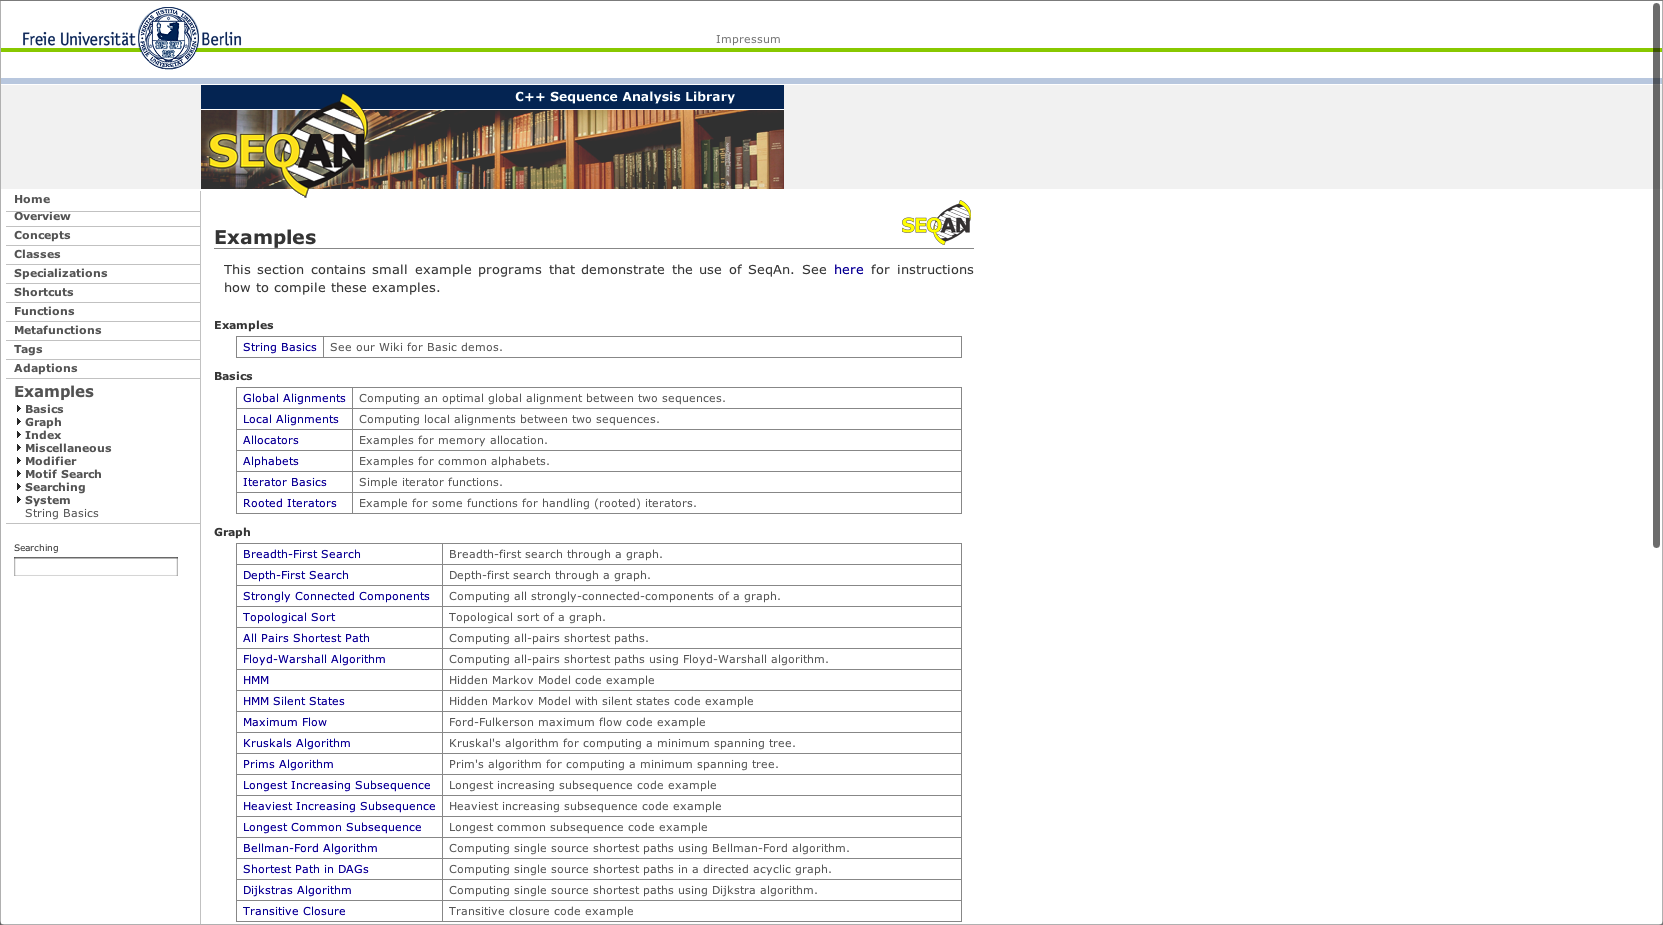 Freie Universität Berlin
Impressum
C++ Sequence Analysis Library
SEQAN
Home
Overview
Concepts
Classes
Specializations
Shortcuts
Functions
Metafunctions
Tags
Adaptions
Examples
Basics
Graph
Index
Miscellaneous
Modifier
Motif Search
Searching
System
String Basics
Searching
SEQAN
Examples
This section contains small example programs that demonstrate the use of SeqAn. See here for instructions
how to compile these examples.
Examples
String Basics See our Wiki for Basic demos.
Basics
Global Alignments Computing an optimal global alignment between two sequences.
Local Alignments Computing local alignments between two sequences.
Allocators Examples for memory allocation.
Alphabets Examples for common alphabets.
Iterator Basics Simple iterator functions.
Rooted Iterators Example for some functions for handling (rooted) iterators.
Graph
Breadth-First Search Breadth-first search through a graph.
Depth-First Search Depth-first search through a graph.
Strongly Connected Components Computing all strongly-connected-components of a graph.
Topological Sort Topological sort of a graph.
All Pairs Shortest Path Computing all-pairs shortest paths.
Floyd-Warshall Algorithm Computing all-pairs shortest paths using Floyd-Warshall algorithm.
HMM Hidden Markov Model code example
HMM Silent States Hidden Markov Model with silent states code example
Maximum Flow Ford-Fulkerson maximum flow code example
Kruskals Algorithm Kruskal's algorithm for computing a minimum spanning tree.
Prims Algorithm Prim's algorithm for computing a minimum spanning tree.
Longest Increasing Subsequence Longest increasing subsequence code example
Heaviest Increasing Subsequence Heaviest increasing subsequence code example
Longest Common Subsequence Longest common subsequence code example
Bellman-Ford Algorithm Computing single source shortest paths using Bellman-Ford algorithm.
Shortest Path in DAGs Computing single source shortest paths in a directed acyclic graph.
Dijkstras Algorithm Computing single source shortest paths using Dijkstra algorithm.
Transitive Closure Transitive closure code example